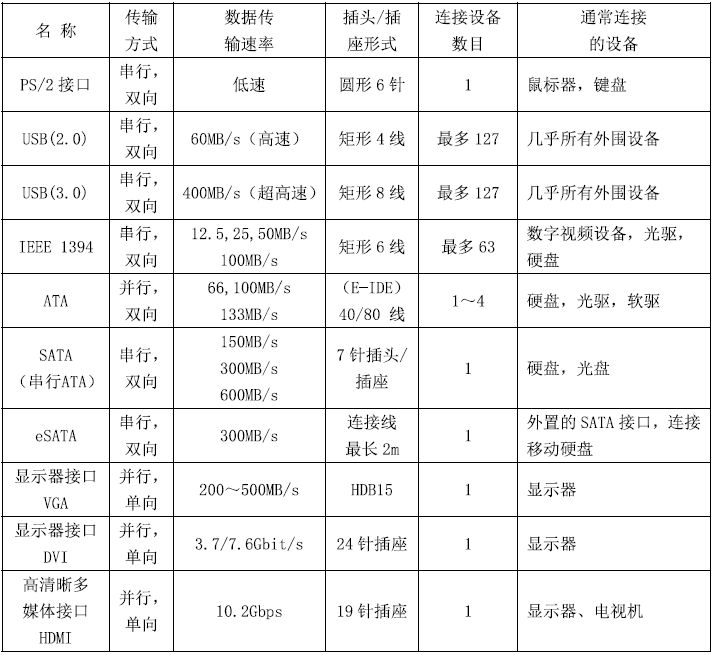 名 称 传输方式 数据传输速率 插头/插座形式 连接设备数目 通常连接的设备
PS/2 接口 串行，双向 低速 圆形 6 针 1 鼠标器，键盘
USB(2.0) 串行，双向 60MB/s（高速） 矩形 4 线 最多 127 几乎所有外围设备
USB(3.0) 串行，双向 400MB/s（超高速） 矩形 8 线 最多 127 几乎所有外围设备
IEEE 1394 串行，双向 12.5,25,50MB/s 100MB/s 矩形 6 线 最多 63 数字视频设备，光驱，硬盘
ATA 并行，双向 66,100MB/s 133MB/s （E-IDE） 40/80 线 1～4 硬盘，光驱，软驱
SATA（串行ATA） 串行，双向 150MB/s 300MB/s 600MB/s 7 针插头/插座 1 硬盘，光盘
eSATA 串行，双向 300MB/s 连接线最长 2m 1 外置的 SATA 接口，连接移动硬盘
显示器接口 VGA 并行，单向 200～500MB/s HDB15 1 显示器
显示器接口 DVI 并行，单向 3.7/7.6Gbit/s 24 针插座 1 显示器
高清晰多媒体接口 HDMI 并行，单向 10.2Gbps 19 针插座 1 显示器、电视机